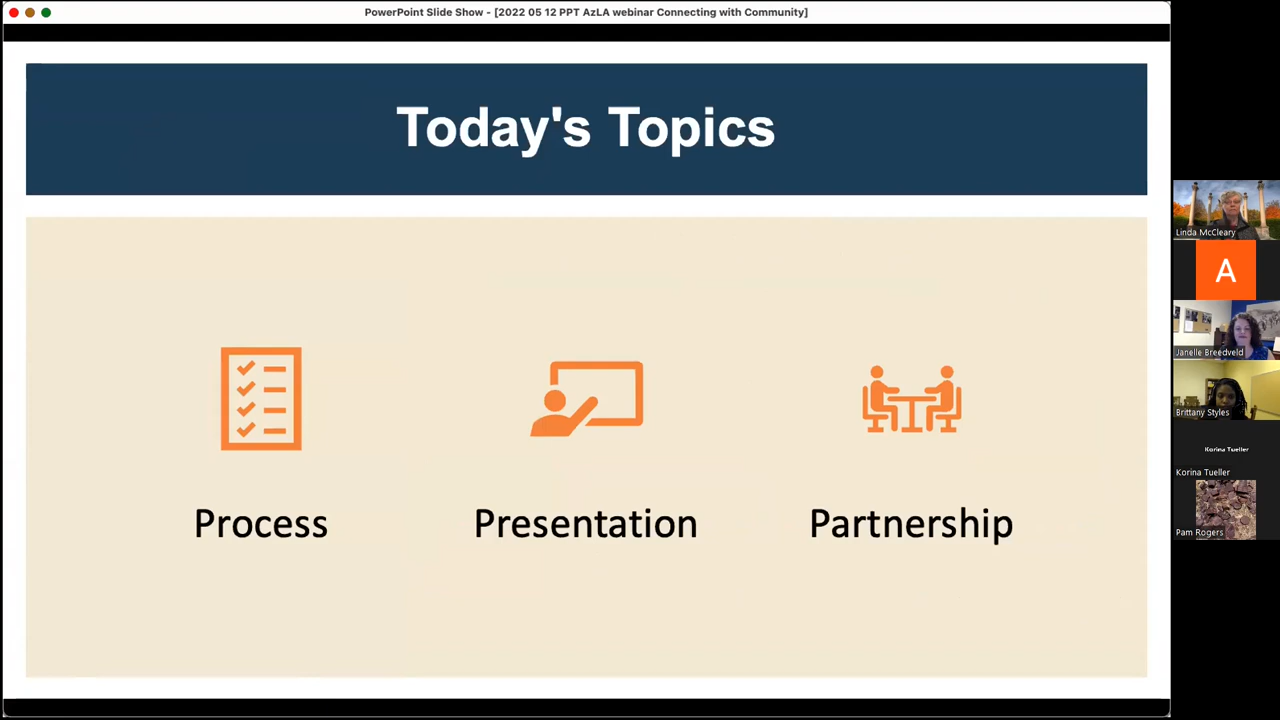 PowerPoint Slide Show - [2022 05 12 PPT AzLA webinar Connecting with Community]
Today's Topics
Process
Presentation
Partnership
Linda McCleary
A
Janelle Breedveld
Brittany Styles
Korina Tueller
Korina Tueller
Pam Rogers